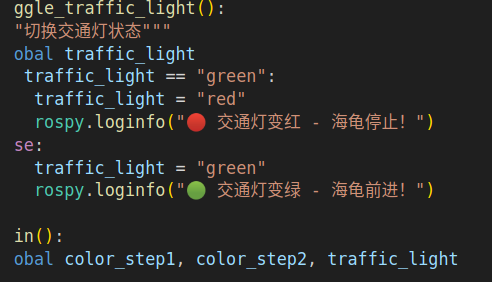 ggle_traffic_light():
"切换交通灯状态"""
obal traffic_light
traffic_light == "green":
traffic_light = "red"
rospy.loginfo("🔴 交通灯变红 - 海龟停止！")
se:
traffic_light = "green"
rospy.loginfo("🟢 交通灯变绿 - 海龟前进！")
in():
obal color_step1, color_step2, traffic_light